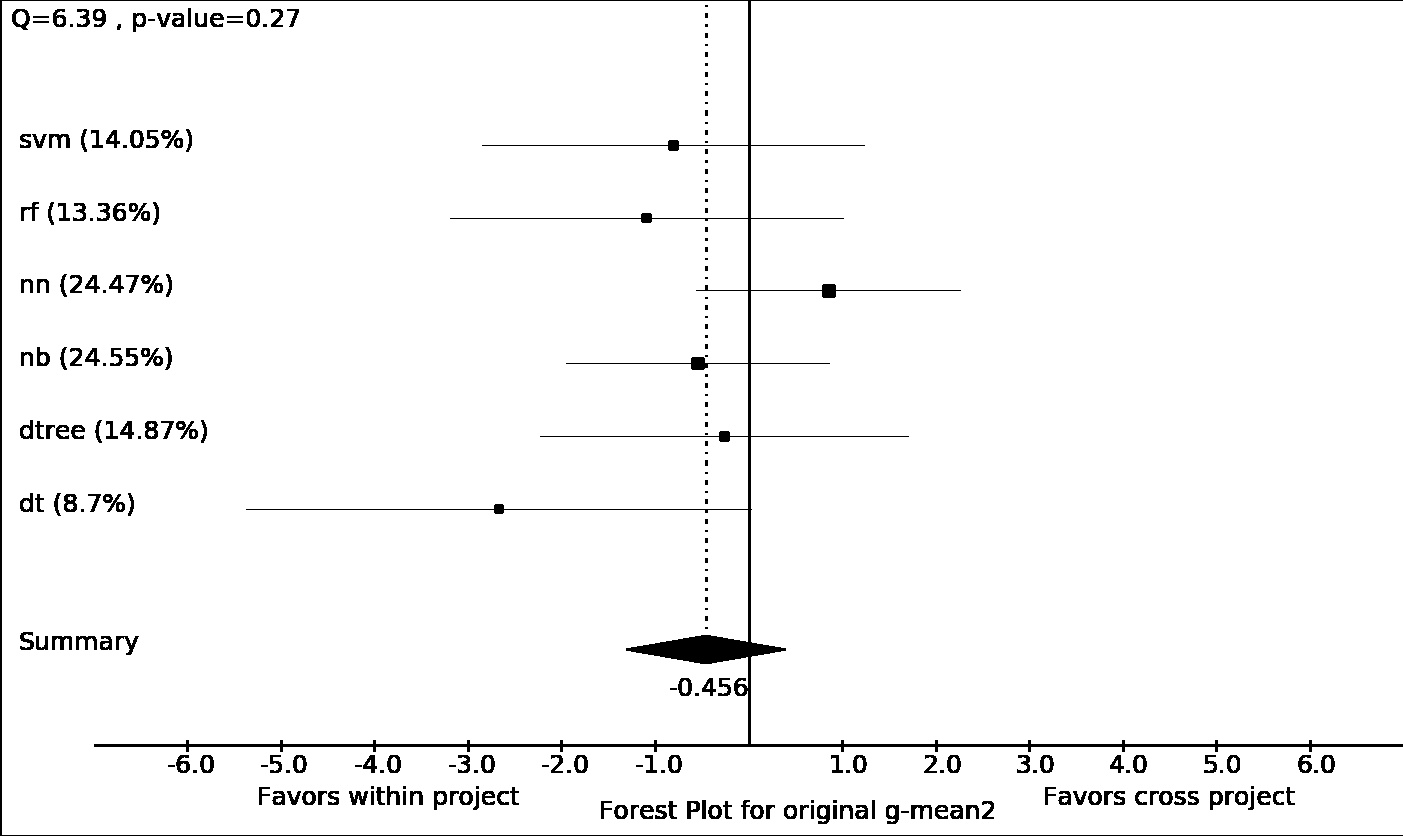 Q=6.39 , p-value=0.27
svm (14.05%)
rf (13.36%)
nn (24.47%)
nb (24.55%)
dtree (14.87%)
dt (8.7%)
Summary
-0.456
-6.0 -5.0 -4.0 -3.0 -2.0 -1.0 1.0 2.0 3.0 4.0 5.0 6.0
Favors within project Favors cross project
Forest Plot for original g-mean2